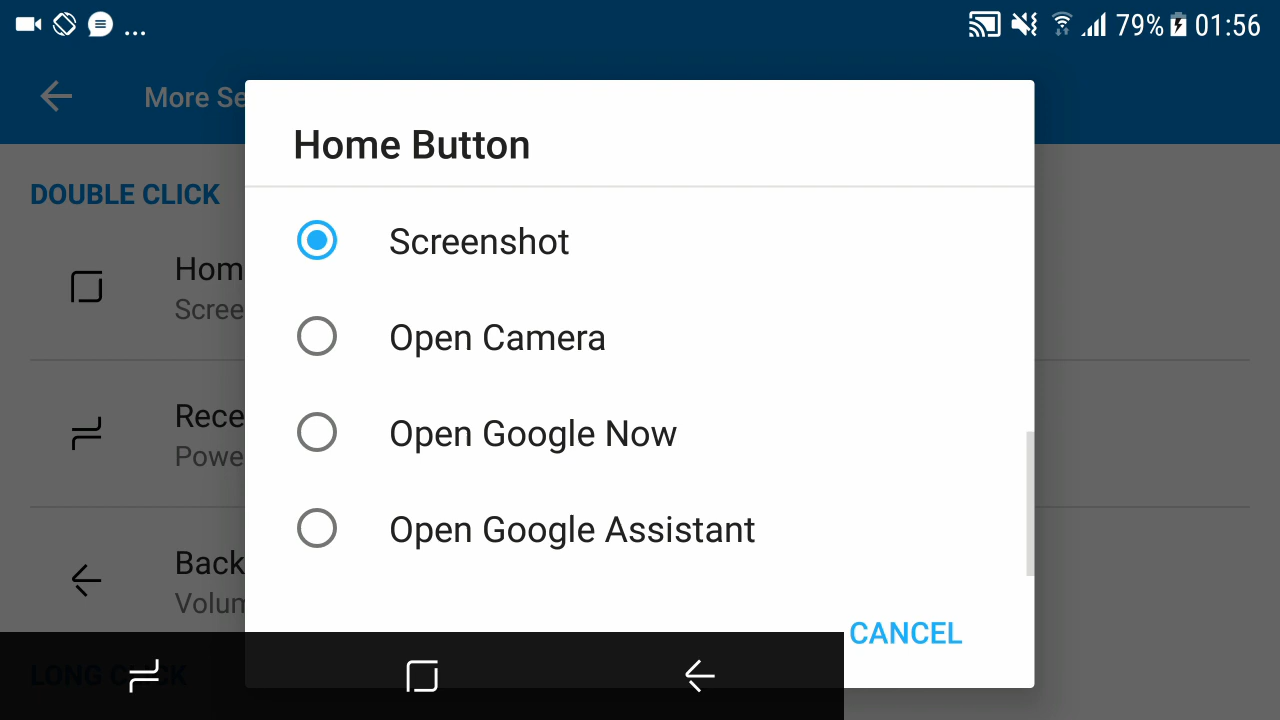 ...
79% 01:56
More Se
Home Button
DOUBLE CLICK
Screenshot
Hom
Scree
Open Camera
Rece
Powe
Open Google Now
Open Google Assistant
Back
Volum
CANCEL
LONG CLICK